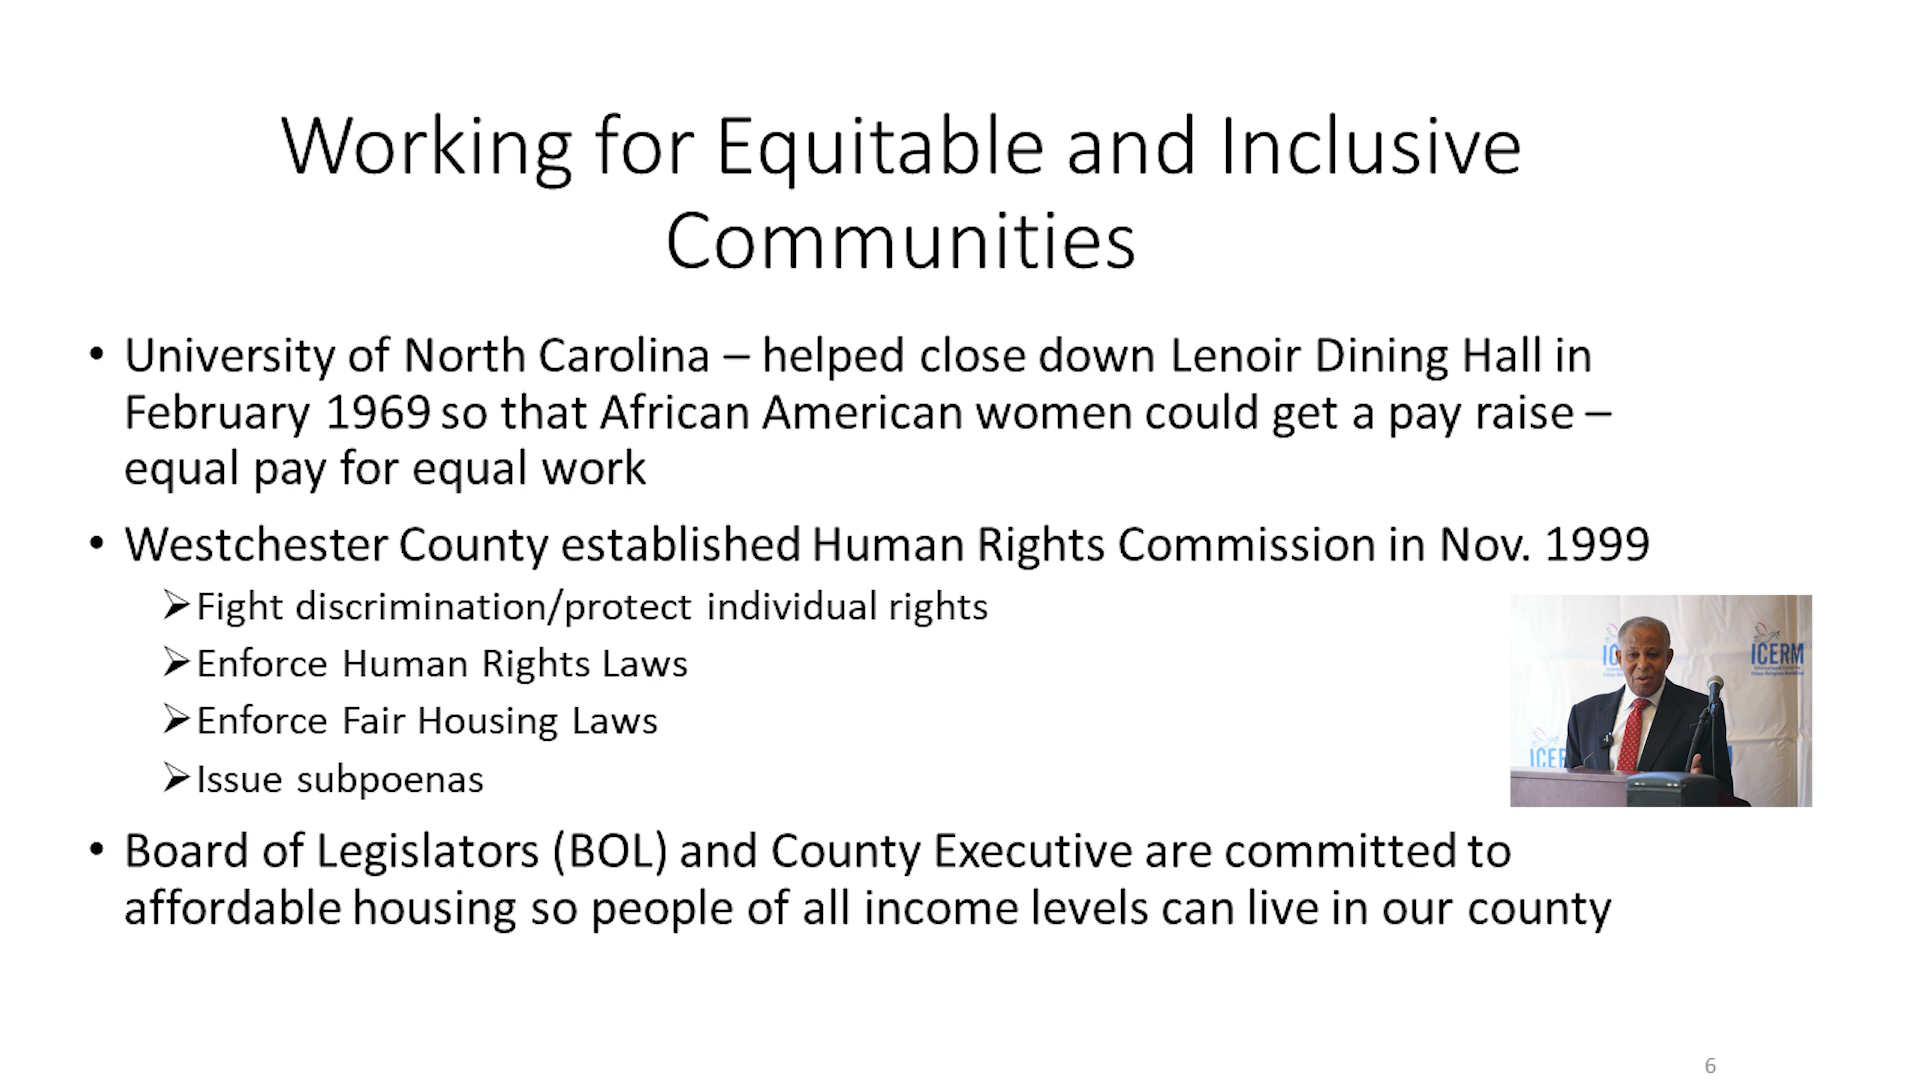 Working for Equitable and Inclusive
Communities
• University of North Carolina – helped close down Lenoir Dining Hall in
February 1969 so that African American women could get a pay raise –
equal pay for equal work
• Westchester County established Human Rights Commission in Nov. 1999
➢Fight discrimination/protect individual rights
➢Enforce Human Rights Laws
➢Enforce Fair Housing Laws
➢Issue subpoenas
IC
ICERM
ICER
• Board of Legislators (BOL) and County Executive are committed to
affordable housing so people of all income levels can live in our county
6